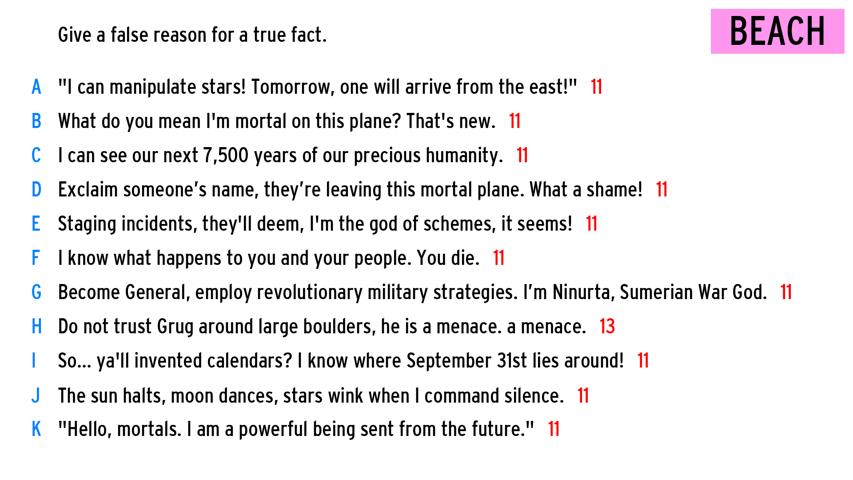 Give a false reason for a true fact.
BEACH
A "I can manipulate stars! Tomorrow, one will arrive from the east!" 11
B What do you mean I'm mortal on this plane? That's new. 11
C I can see our next 7,500 years of our precious humanity. 11
D Exclaim someone’s name, they’re leaving this mortal plane. What a shame! 11
E Staging incidents, they'll deem, I'm the god of schemes, it seems! 11
F I know what happens to you and your people. You die. 11
G Become General, employ revolutionary military strategies. I’m Ninurta, Sumerian War God. 11
H Do not trust Grug around large boulders, he is a menace. a menace. 13
I So... ya'll invented calendars? I know where September 31st lies around! 11
J The sun halts, moon dances, stars wink when I command silence. 11
K "Hello, mortals. I am a powerful being sent from the future." 11